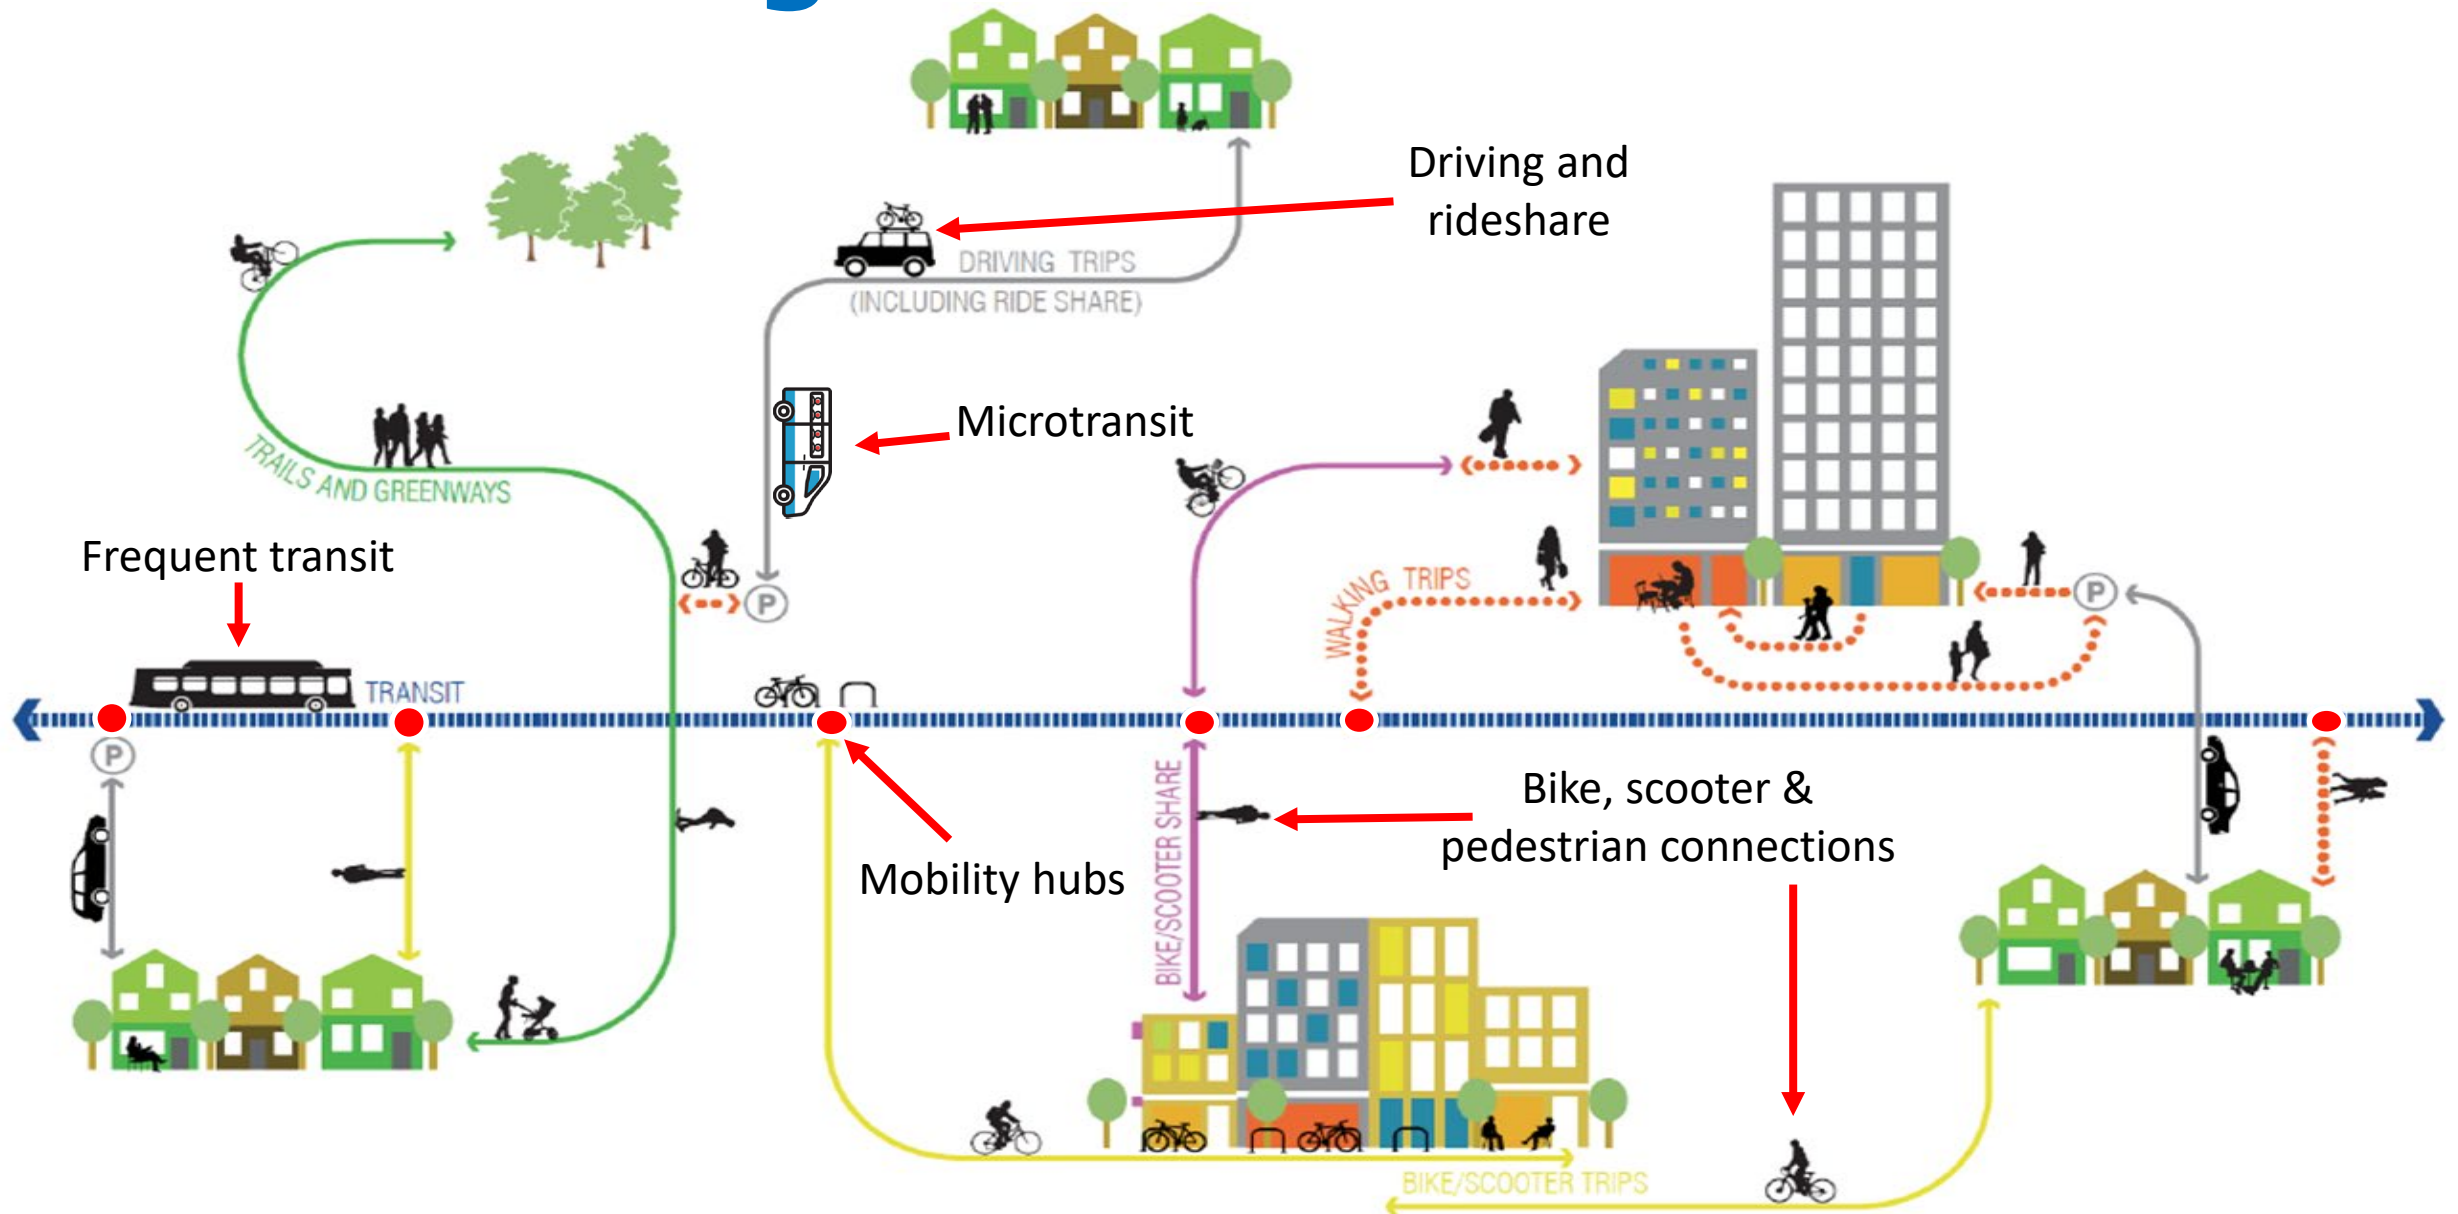 Driving and
rideshare
DRIVING TRIPS
(INCLUDING RIDE SHARE)
Microtransit
TRAILS AND GREENWAYS
Frequent transit
P
WALKING TRIPS
P
TRANSIT
P
BIKE/SCOOTER SHARE
Bike, scooter &
pedestrian connections
Mobility hubs
BIKE/SCOOTER TRIPS